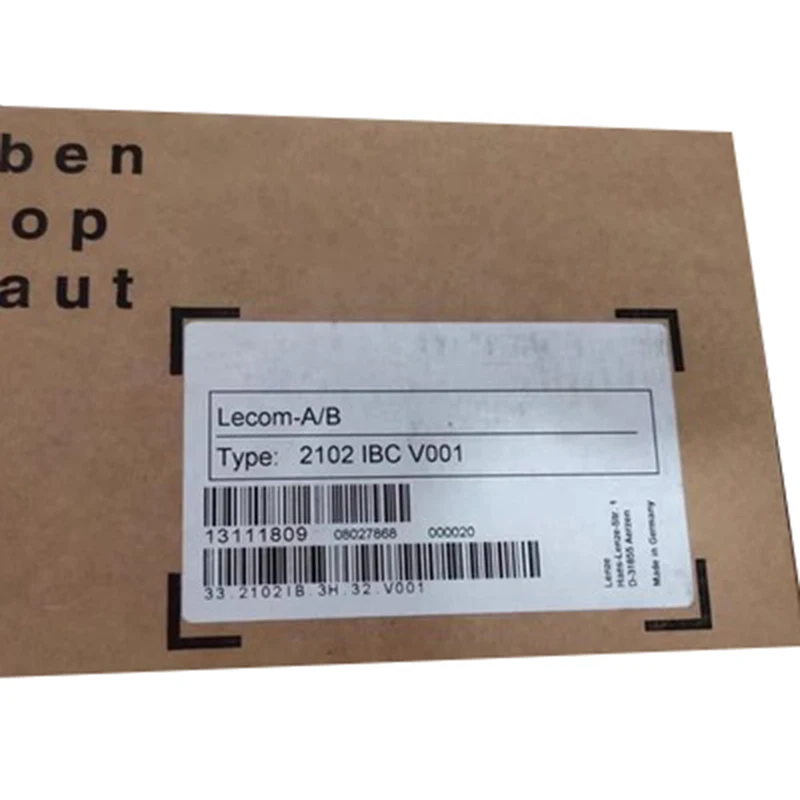 ben
op
aut
Lecom-A/B
Type: 2102 IBC V001
13111809 08027868 000020
33.2102IB.3H.32.V001
Lenze
Hans-Lenze-Str. 1
D-31855 Aerzen
Made in Germany